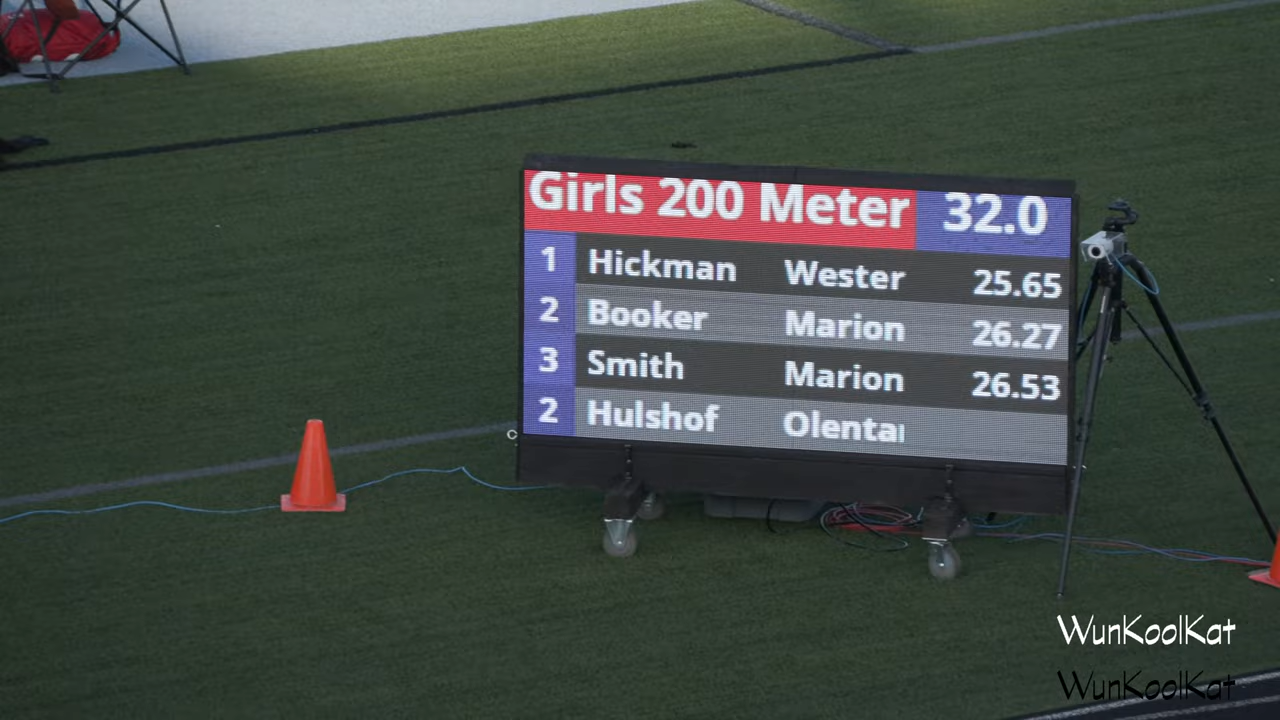 Girls 200 Meter 32.0
1 Hickman Wester 25.65
2 Booker Marion 26.27
3 Smith Marion 26.53
2 Hulshof Olenta
WunKoolKat
WunKoolKat